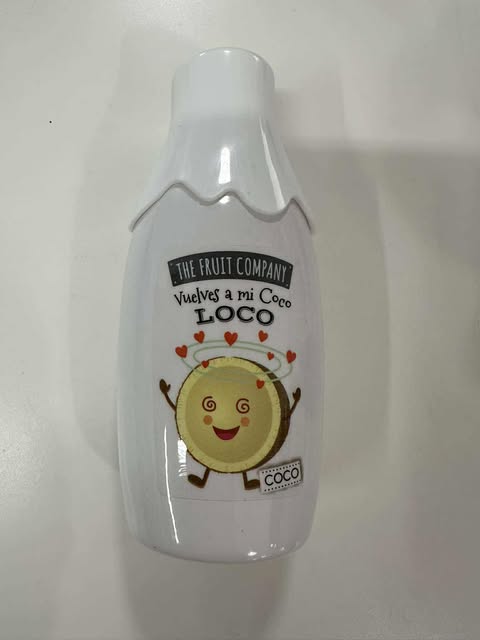 THE FRUIT COMPANY
Vuelves a mi Coco
LOCO
COCO